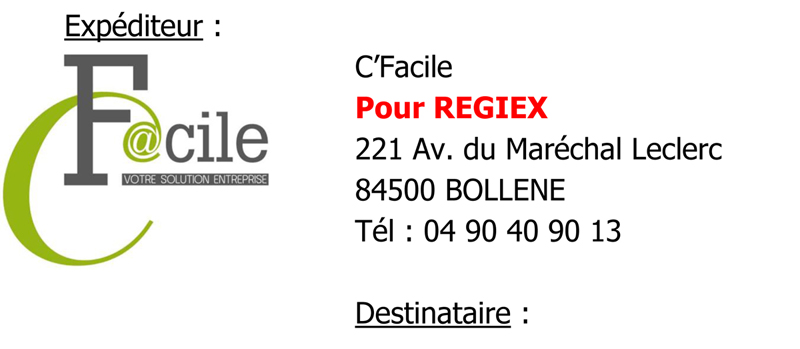 Expéditeur :
CF@cile
VOTRE SOLUTION ENTREPRISE
C’Facile
Pour REGIEX
221 Av. du Maréchal Leclerc
84500 BOLLENE
Tél : 04 90 40 90 13
Destinataire :